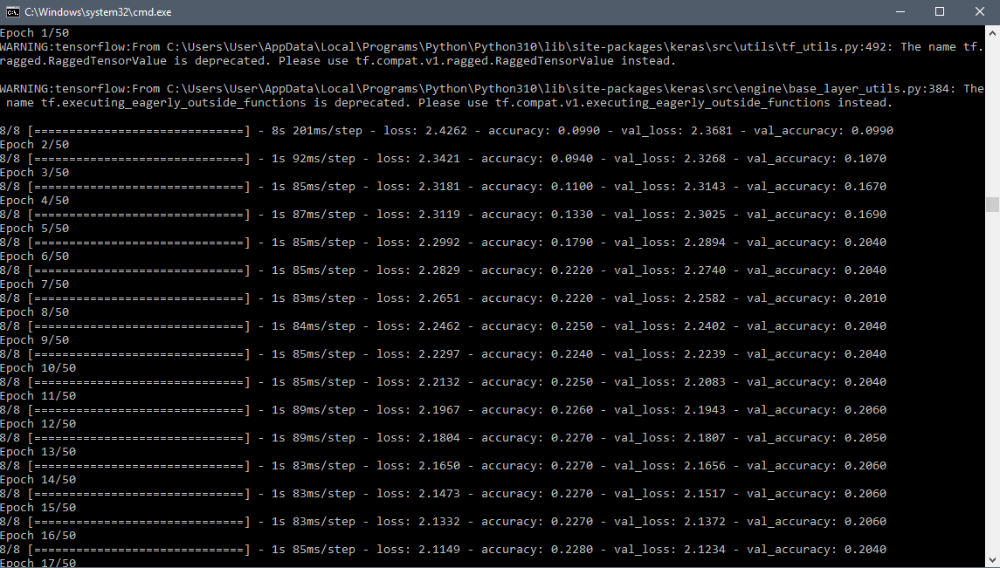 C:\Windows\system32\cmd.exe
Epoch 1/50
WARNING:tensorflow:From C:\Users\User\AppData\Local\Programs\Python\Python310\lib\site-packages\keras\src\utils\tf_utils.py:492: The name tf.
ragged.RaggedTensorValue is deprecated. Please use tf.compat.v1.ragged.RaggedTensorValue instead.
WARNING:tensorflow:From C:\Users\User\AppData\Local\Programs\Python\Python310\lib\site-packages\keras\src\engine\base_layer_utils.py:384: The
name tf.executing_eagerly_outside_functions is deprecated. Please use tf.compat.v1.executing_eagerly_outside_functions instead.
8/8 [==============================] - 8s 201ms/step - loss: 2.4262 - accuracy: 0.0990 - val_loss: 2.3681 - val_accuracy: 0.0990
Epoch 2/50
8/8 [==============================] - 1s 92ms/step - loss: 2.3421 - accuracy: 0.0940 - val_loss: 2.3268 - val_accuracy: 0.1070
Epoch 3/50
8/8 [==============================] - 1s 85ms/step - loss: 2.3181 - accuracy: 0.1100 - val_loss: 2.3143 - val_accuracy: 0.1670
Epoch 4/50
8/8 [==============================] - 1s 87ms/step - loss: 2.3119 - accuracy: 0.1330 - val_loss: 2.3025 - val_accuracy: 0.1690
Epoch 5/50
8/8 [==============================] - 1s 85ms/step - loss: 2.2992 - accuracy: 0.1790 - val_loss: 2.2894 - val_accuracy: 0.2040
Epoch 6/50
8/8 [==============================] - 1s 85ms/step - loss: 2.2829 - accuracy: 0.2220 - val_loss: 2.2740 - val_accuracy: 0.2040
Epoch 7/50
8/8 [==============================] - 1s 83ms/step - loss: 2.2651 - accuracy: 0.2220 - val_loss: 2.2582 - val_accuracy: 0.2010
Epoch 8/50
8/8 [==============================] - 1s 84ms/step - loss: 2.2462 - accuracy: 0.2250 - val_loss: 2.2402 - val_accuracy: 0.2040
Epoch 9/50
8/8 [==============================] - 1s 85ms/step - loss: 2.2297 - accuracy: 0.2240 - val_loss: 2.2239 - val_accuracy: 0.2040
Epoch 10/50
8/8 [==============================] - 1s 85ms/step - loss: 2.2132 - accuracy: 0.2250 - val_loss: 2.2083 - val_accuracy: 0.2040
Epoch 11/50
8/8 [==============================] - 1s 89ms/step - loss: 2.1967 - accuracy: 0.2260 - val_loss: 2.1943 - val_accuracy: 0.2060
Epoch 12/50
8/8 [==============================] - 1s 89ms/step - loss: 2.1804 - accuracy: 0.2270 - val_loss: 2.1807 - val_accuracy: 0.2050
Epoch 13/50
8/8 [==============================] - 1s 83ms/step - loss: 2.1650 - accuracy: 0.2270 - val_loss: 2.1656 - val_accuracy: 0.2060
Epoch 14/50
8/8 [==============================] - 1s 83ms/step - loss: 2.1473 - accuracy: 0.2270 - val_loss: 2.1517 - val_accuracy: 0.2060
Epoch 15/50
8/8 [==============================] - 1s 83ms/step - loss: 2.1332 - accuracy: 0.2270 - val_loss: 2.1372 - val_accuracy: 0.2060
Epoch 16/50
8/8 [==============================] - 1s 85ms/step - loss: 2.1149 - accuracy: 0.2280 - val_loss: 2.1234 - val_accuracy: 0.2040
Epoch 17/50